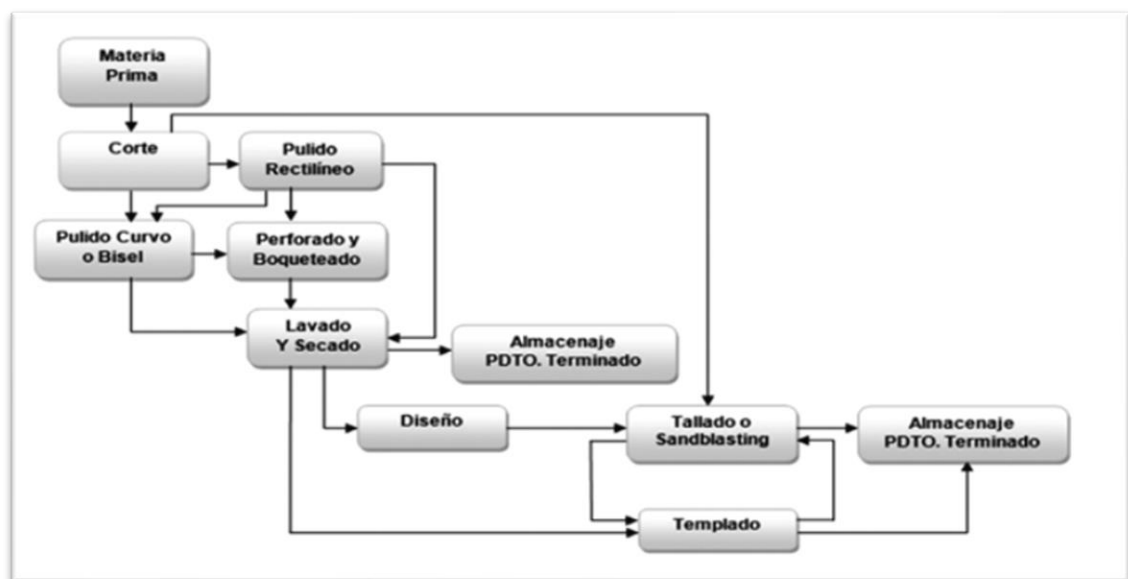 Materia
Prima
Corte
Pulido
Rectilíneo
Pulido Curvo
o Bisel
Perforado y
Boqueteado
Lavado
Y Secado
Almacenaje
PDTO. Terminado
Diseño
Tallado o
Sandblasting
Almacenaje
PDTO. Terminado
Templado